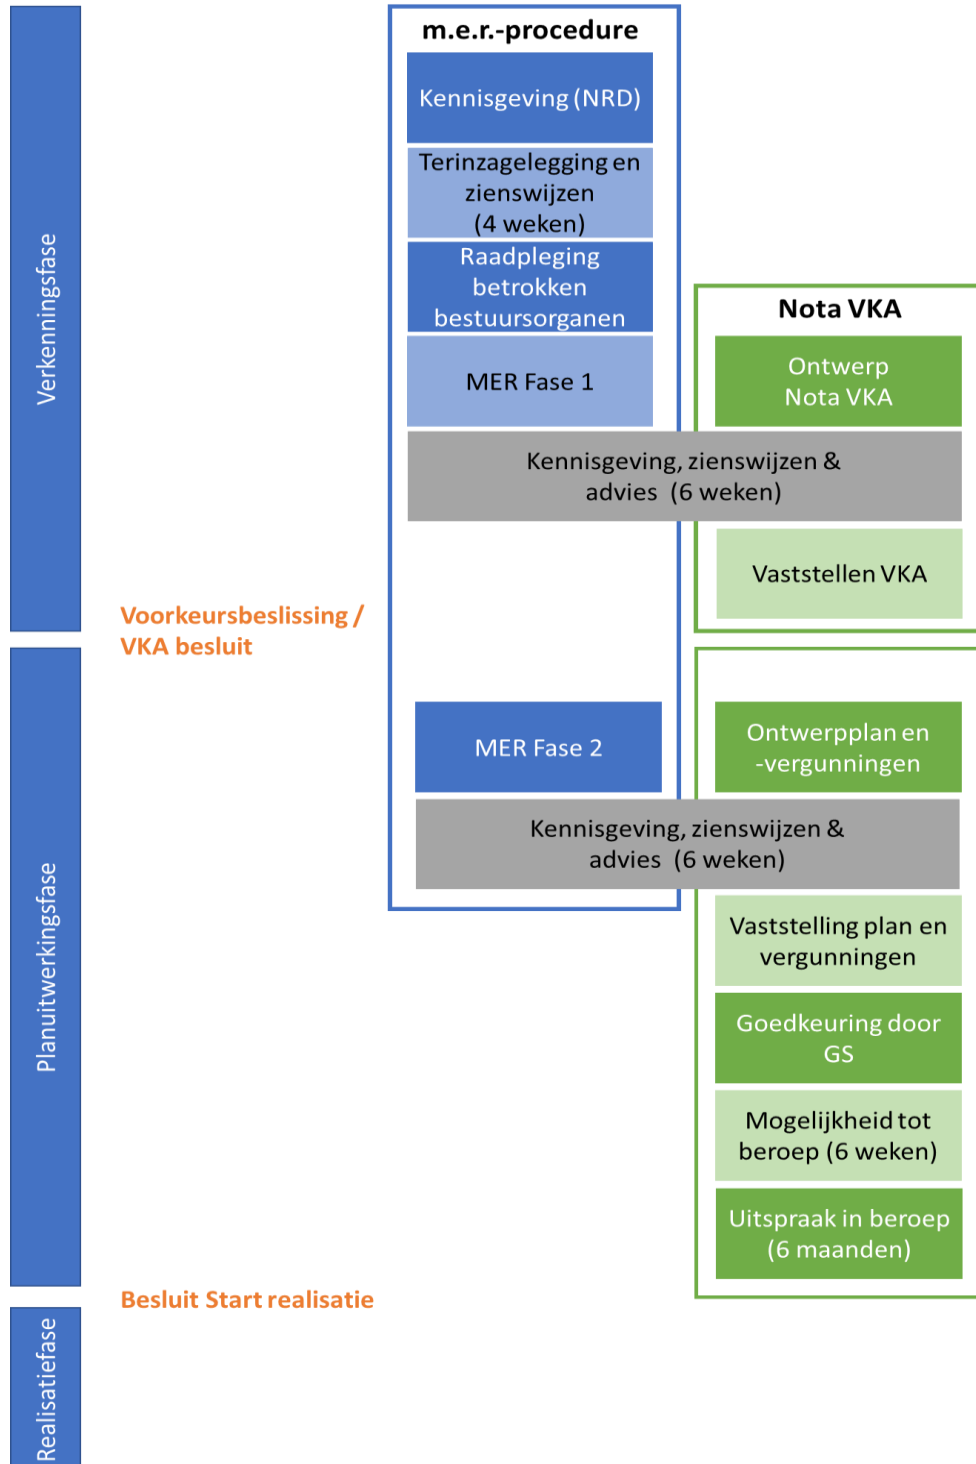 m.e.r.-procedure
Kennisgeving (NRD)
Terinzagelegging en
zienswijzen
(4 weken)
Raadpleging
betrokken
bestuursorganen
MER Fase 1
Nota VKA
Ontwerp
Nota VKA
Kennisgeving, zienswijzen &
advies (6 weken)
Vaststellen VKA
Verkenningsfase
Voorkeursbeslissing /
VKA besluit
MER Fase 2
Ontwerpplan en
-vergunningen
Kennisgeving, zienswijzen &
advies (6 weken)
Vaststelling plan en
vergunningen
Goedkeuring door
GS
Mogelijkheid tot
beroep (6 weken)
Uitspraak in beroep
(6 maanden)
Planuitwerkingsfase
Besluit Start realisatie
Realisatiefase